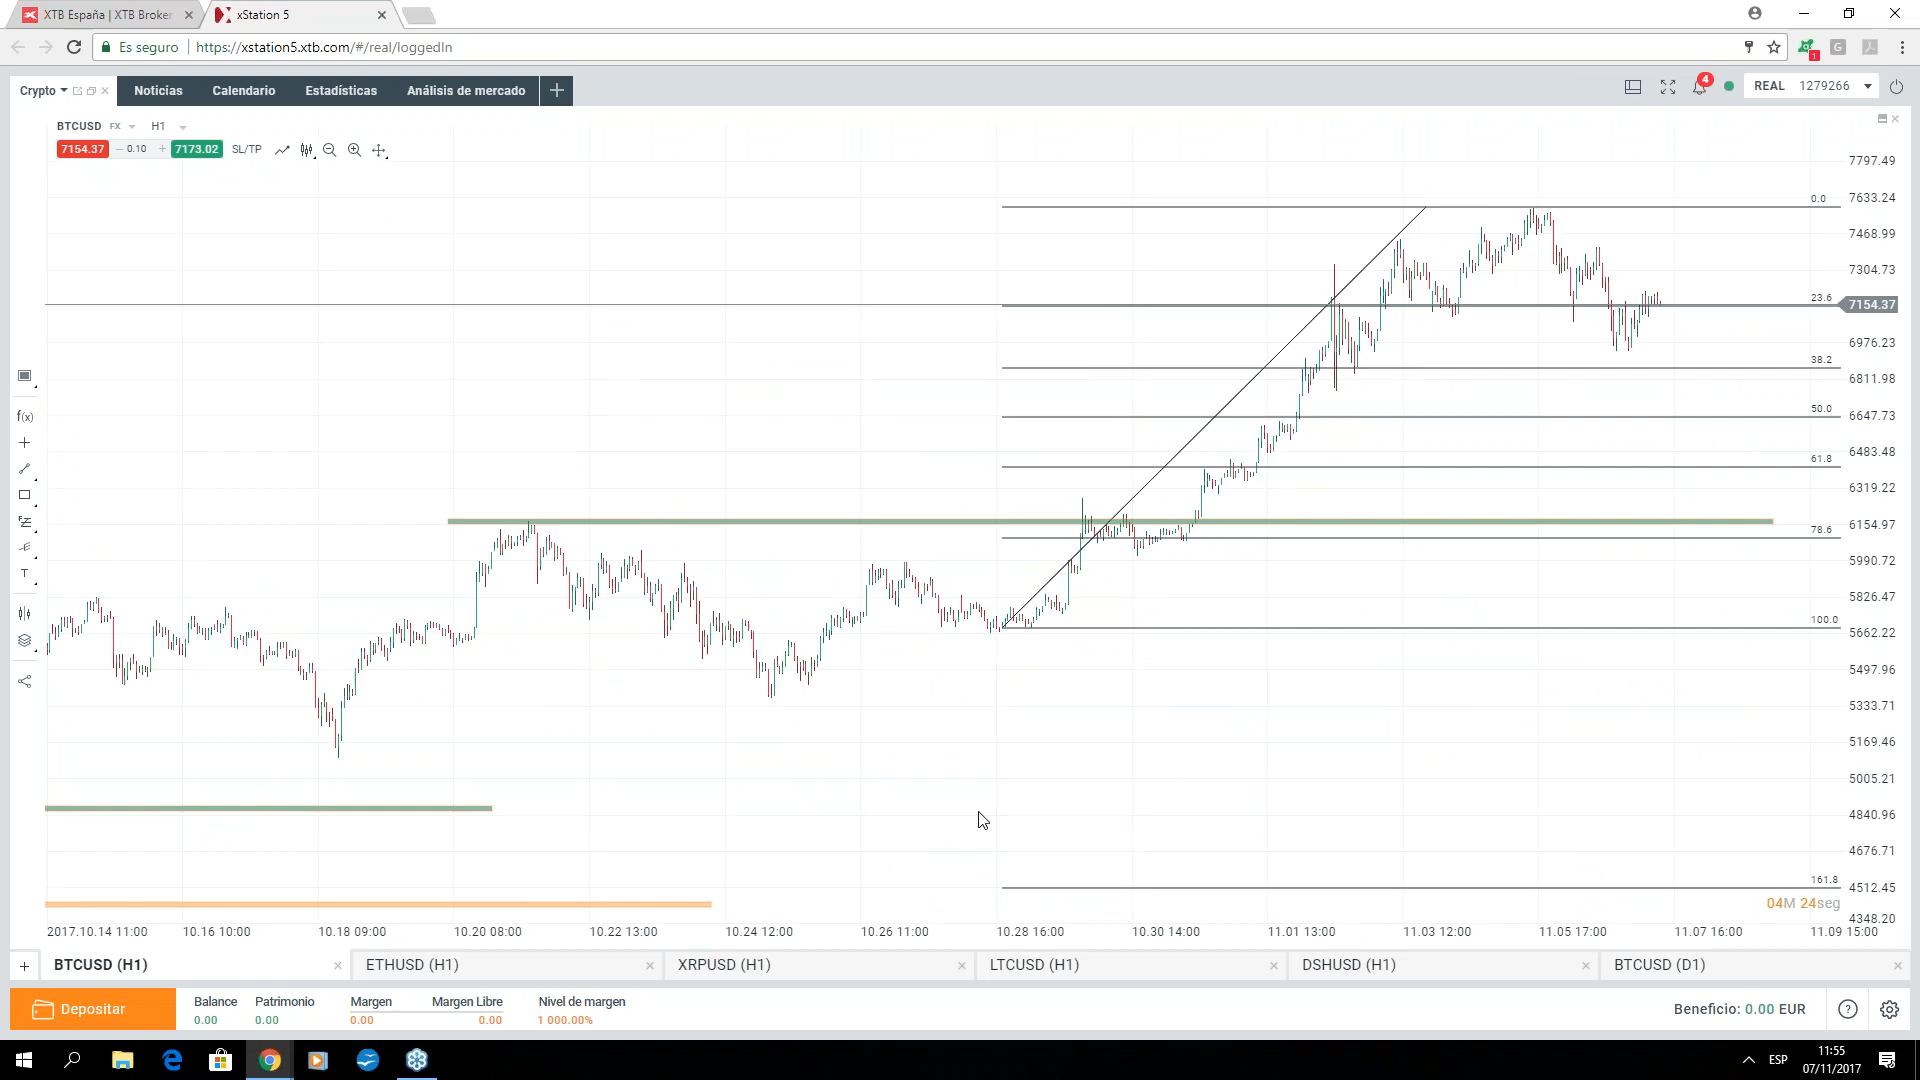 XTB España | XTB Broker
xStation 5
Es seguro
https://xstation5.xtb.com/#/real/loggedIn
1
G
Crypto
Noticias
Calendario
Estadísticas
Análisis de mercado
4
REAL 1279266
BTCUSD FX H1
7154.37 – 0.10 + 7173.02 SL/TP
7797.49
0.0
7633.24
7468.99
7304.73
23.6
7154.37
6976.23
38.2
6811.98
50.0
6647.73
61.8
6483.48
6319.22
6154.97
78.6
5990.72
5826.47
100.0
5662.22
5497.96
5333.71
5169.46
5005.21
4840.96
4676.71
161.8
4512.45
4348.20
f(x)
T
04M 24seg
2017.10.14 11:00 10.16 10:00 10.18 09:00 10.20 08:00 10.22 13:00 10.24 12:00 10.26 11:00 10.28 16:00 10.30 14:00 11.01 13:00 11.03 12:00 11.05 17:00 11.07 16:00 11.09 15:00
BTCUSD (H1) ETHUSD (H1) XRPUSD (H1) LTCUSD (H1) DSHUSD (H1) BTCUSD (D1)
Depositar
Balance Patrimonio Margen Margen Libre Nivel de margen
0.00 0.00 0.00 0.00 1 000.00%
Beneficio: 0.00 EUR
ESP
11:55
07/11/2017